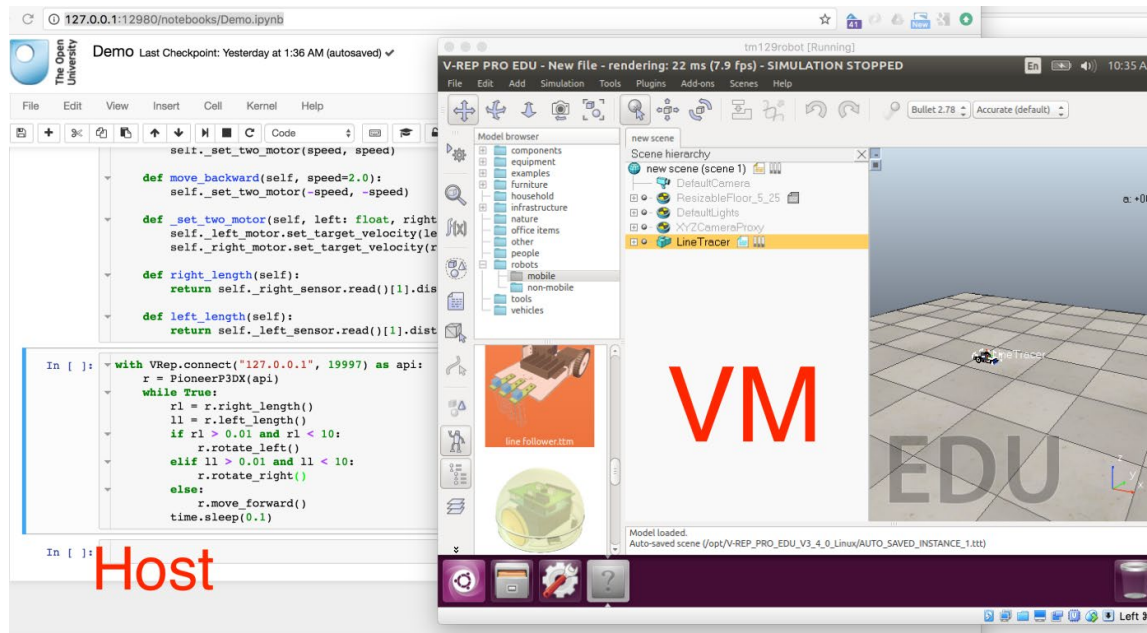 127.0.0.1:12980/notebooks/Demo.ipynb
41
New
The Open
University
Demo Last Checkpoint: Yesterday at 1:36 AM (autosaved)
File Edit View Insert Cell Kernel Help
Code
self._set_two_motor(speed, speed)
def move_backward(self, speed=2.0):
self._set_two_motor(-speed, -speed)
def _set_two_motor(self, left: float, right
self._left_motor.set_target_velocity(le
self._right_motor.set_target_velocity(r
def right_length(self):
return self._right_sensor.read()[1].dist
def left_length(self):
return self._left_sensor.read()[1].dist
In [ ]: with VRep.connect("127.0.0.1", 19997) as api:
r = PioneerP3DX(api)
while True:
rl = r.right_length()
ll = r.left_length()
if rl > 0.01 and rl < 10:
r.rotate_left()
elif ll > 0.01 and ll < 10:
r.rotate_right()
else:
r.move_forward()
time.sleep(0.1)
In [ ]:
Host
tm129robot [Running]
V-REP PRO EDU - New file - rendering: 22 ms (7.9 fps) - SIMULATION STOPPED
En
10:35 A
File Edit Add Simulation Tools Plugins Add-ons Scenes Help
Bullet 2.78
Accurate (default)
Model browser
components
equipment
examples
furniture
household
infrastructure
nature
office items
other
people
robots
mobile
non-mobile
tools
vehicles
f(x)
line follower.ttm
new scene
Scene hierarchy
new scene (scene 1)
DefaultCamera
ResizableFloor_5_25
DefaultLights
XYZCameraProxy
LineTracer
LineTracer
VM
EDU
z
y
x
Model loaded.
Auto-saved scene (/opt/V-REP_PRO_EDU_V3_4_0_Linux/AUTO_SAVED_INSTANCE_1.ttt)
Left